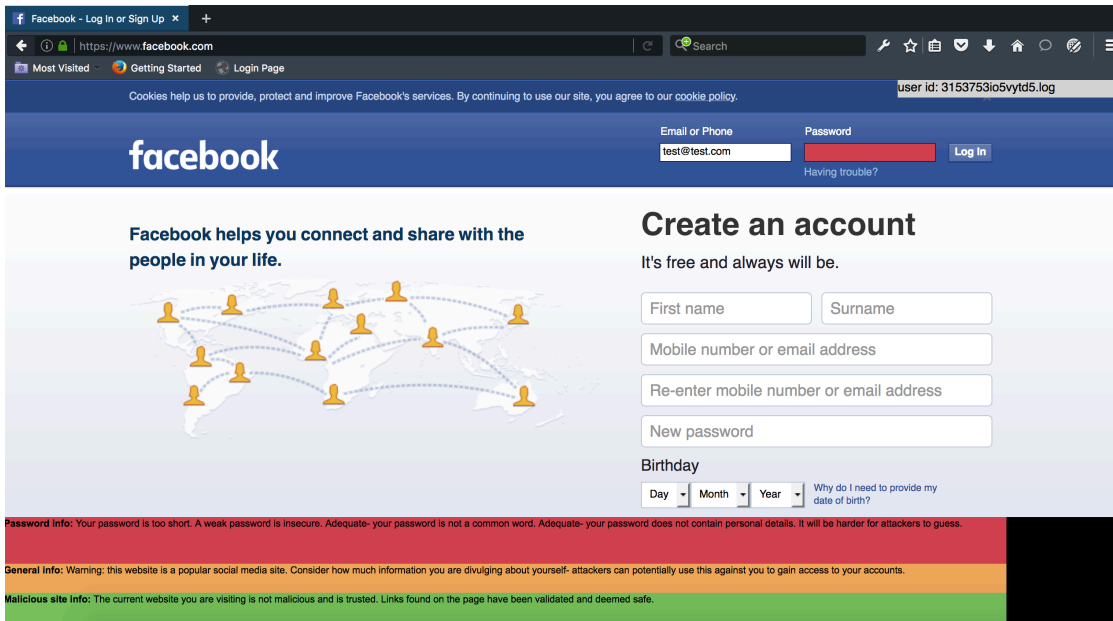 Facebook - Log In or Sign Up × +
https://www.facebook.com
Search
Most Visited Getting Started Login Page
Cookies help us to provide, protect and improve Facebook's services. By continuing to use our site, you agree to our cookie policy.
user id: 3153753io5vytd5.log
Email or Phone Password
facebook
test@test.com
Log In
Having trouble?
Create an account
Facebook helps you connect and share with the
people in your life.
It's free and always will be.
First name Surname
Mobile number or email address
Re-enter mobile number or email address
New password
Birthday
Day Month Year
Why do I need to provide my
date of birth?
Password info: Your password is too short. A weak password is insecure. Adequate- your password is not a common word. Adequate- your password does not contain personal details. It will be harder for attackers to guess.
General info: Warning: this website is a popular social media site. Consider how much information you are divulging about yourself- attackers can potentially use this against you to gain access to your accounts.
Malicious site info: The current website you are visiting is not malicious and is trusted. Links found on the page have been validated and deemed safe.